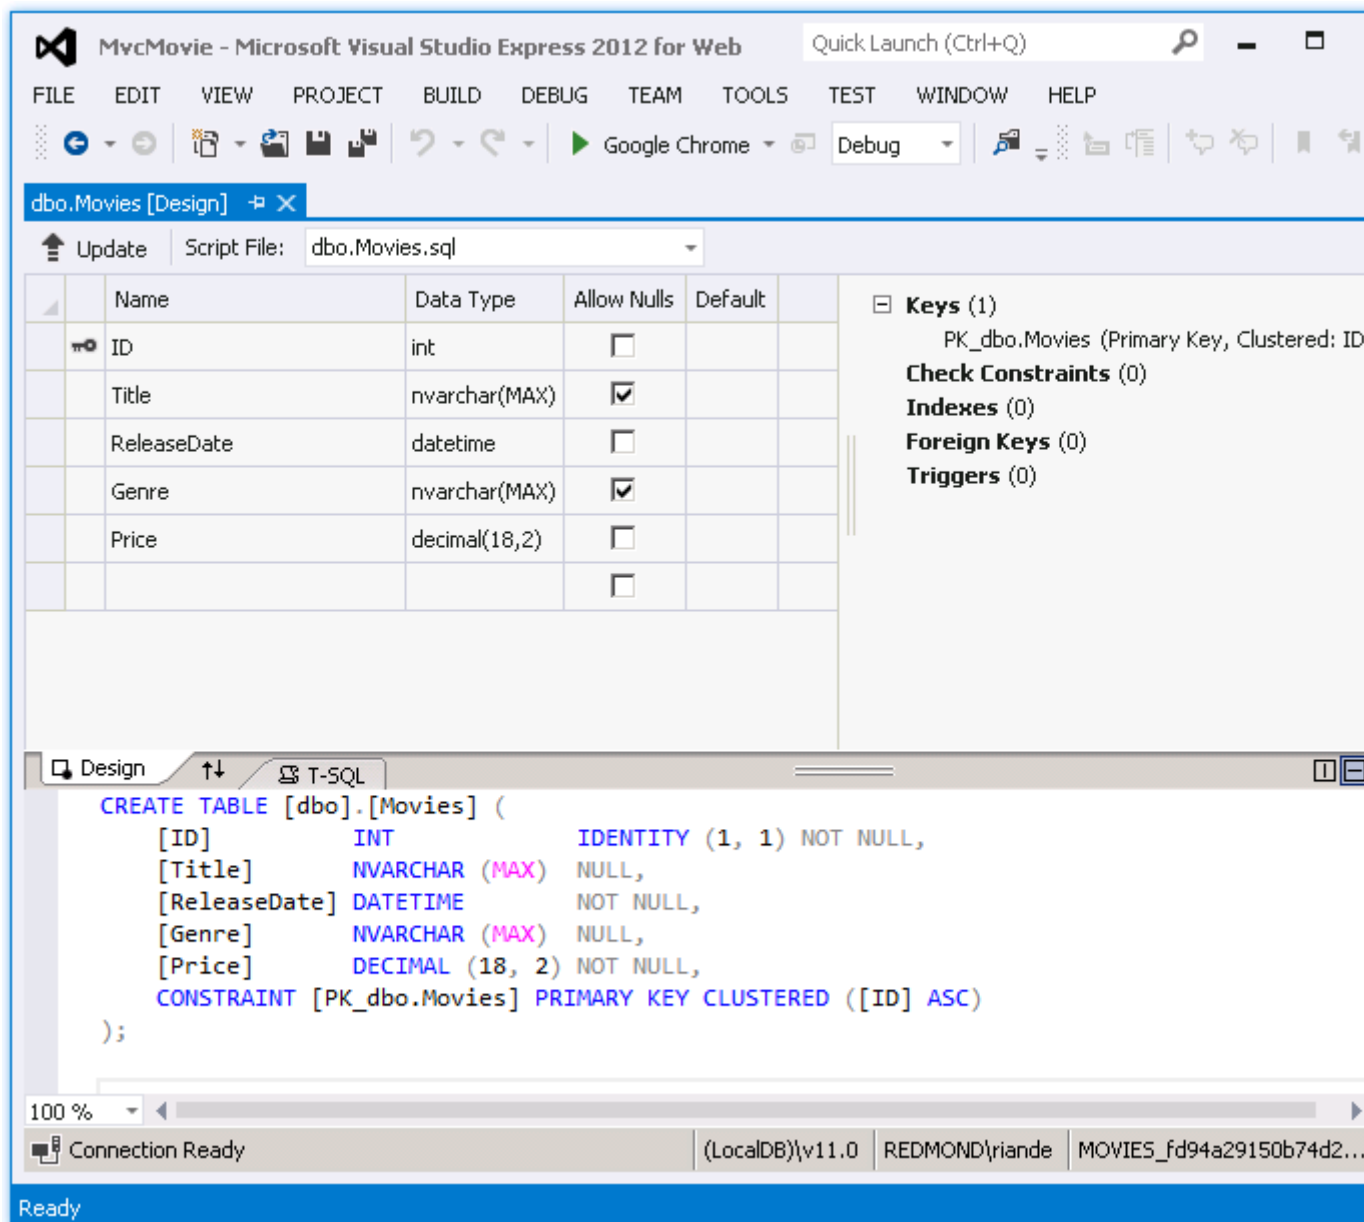 MvcMovie - Microsoft Visual Studio Express 2012 for Web Quick Launch (Ctrl+Q)
FILE EDIT VIEW PROJECT BUILD DEBUG TEAM TOOLS TEST WINDOW HELP
Google Chrome Debug
dbo.Movies [Design]
Update Script File: dbo.Movies.sql
Name Data Type Allow Nulls Default
ID int
Title nvarchar(MAX)
ReleaseDate datetime
Genre nvarchar(MAX)
Price decimal(18,2)
Keys (1)
PK_dbo.Movies (Primary Key, Clustered: ID
Check Constraints (0)
Indexes (0)
Foreign Keys (0)
Triggers (0)
Design T-SQL
CREATE TABLE [dbo].[Movies] (
[ID] INT IDENTITY (1, 1) NOT NULL,
[Title] NVARCHAR (MAX) NULL,
[ReleaseDate] DATETIME NOT NULL,
[Genre] NVARCHAR (MAX) NULL,
[Price] DECIMAL (18, 2) NOT NULL,
CONSTRAINT [PK_dbo.Movies] PRIMARY KEY CLUSTERED ([ID] ASC)
);
100 %
Connection Ready (LocalDB)\v11.0 REDMOND\riande MOVIES_fd94a29150b74d2...
Ready